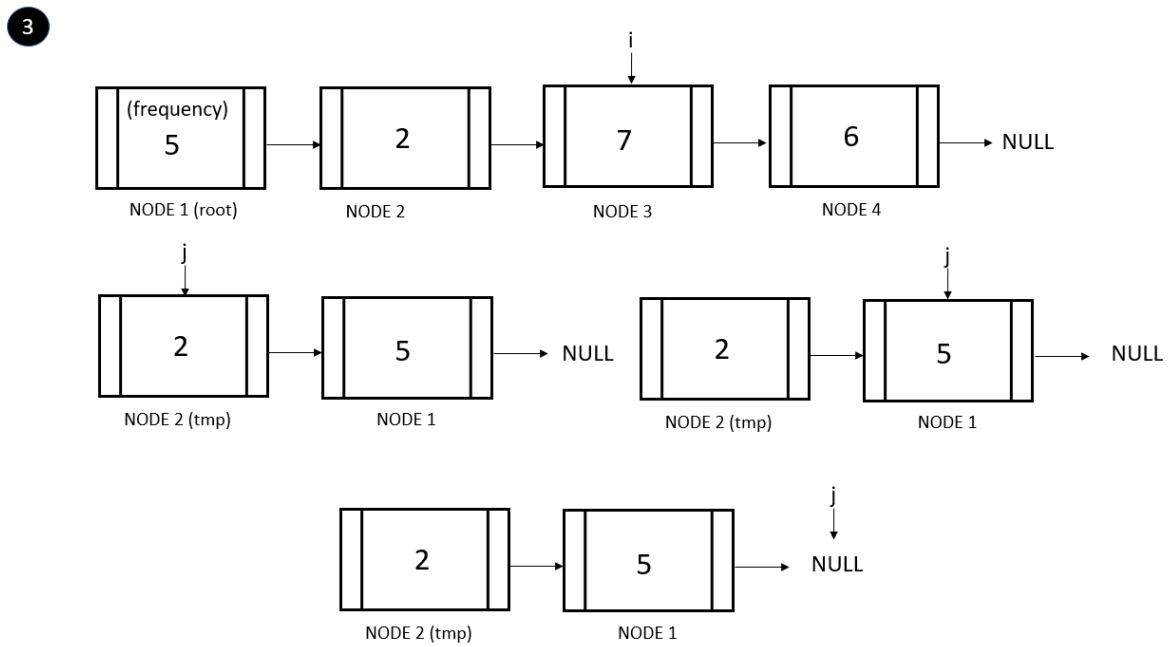 3
i
(frequency)
5
2
7
6
NULL
NODE 1 (root)
NODE 2
NODE 3
NODE 4
j
j
2
5
NULL
2
5
NULL
NODE 2 (tmp)
NODE 1
NODE 2 (tmp)
NODE 1
j
2
5
NULL
NODE 2 (tmp)
NODE 1